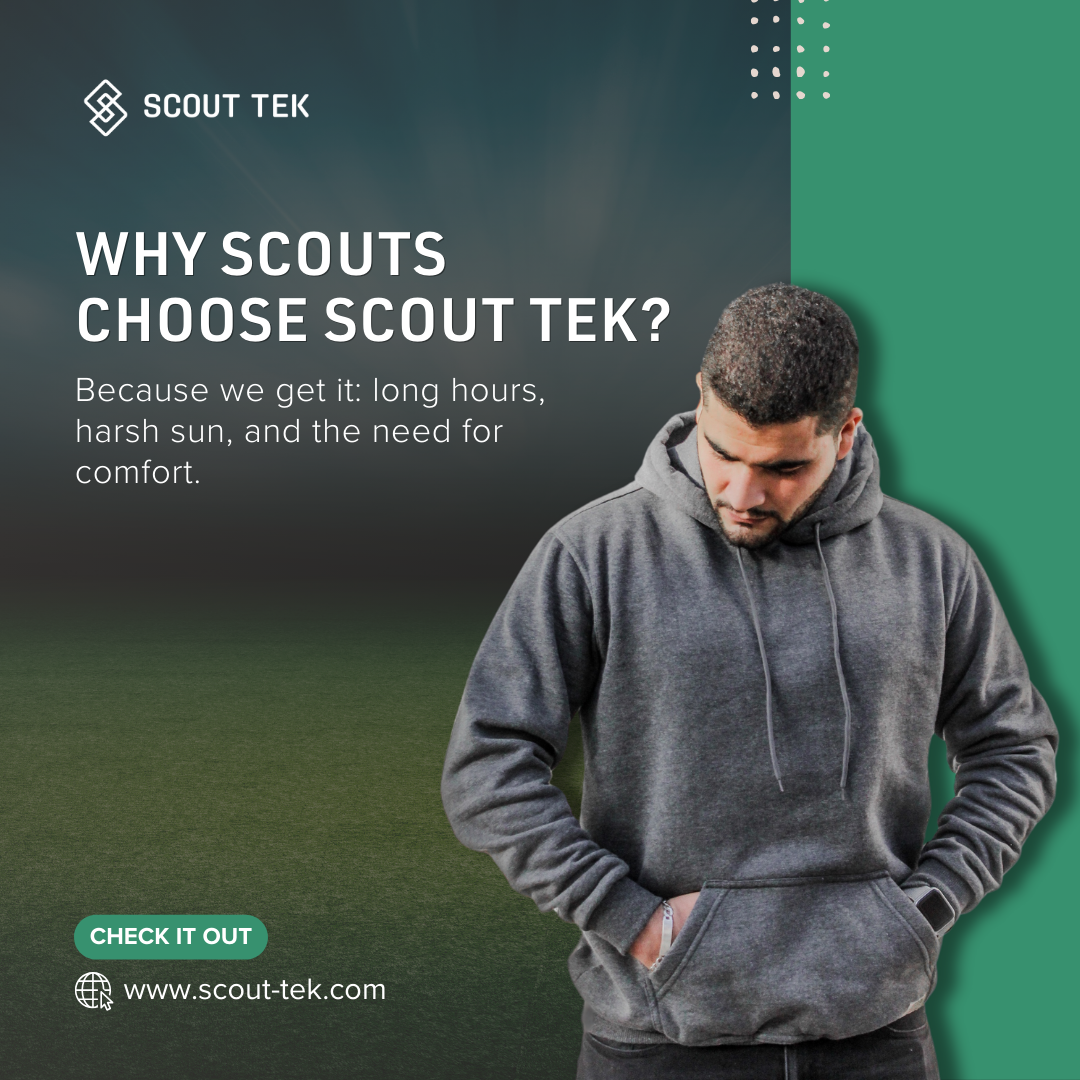 SCOUT TEK
WHY SCOUTS
CHOOSE SCOUT TEK?
Because we get it: long hours,
harsh sun, and the need for
comfort.
CHECK IT OUT
www.scout-tek.com